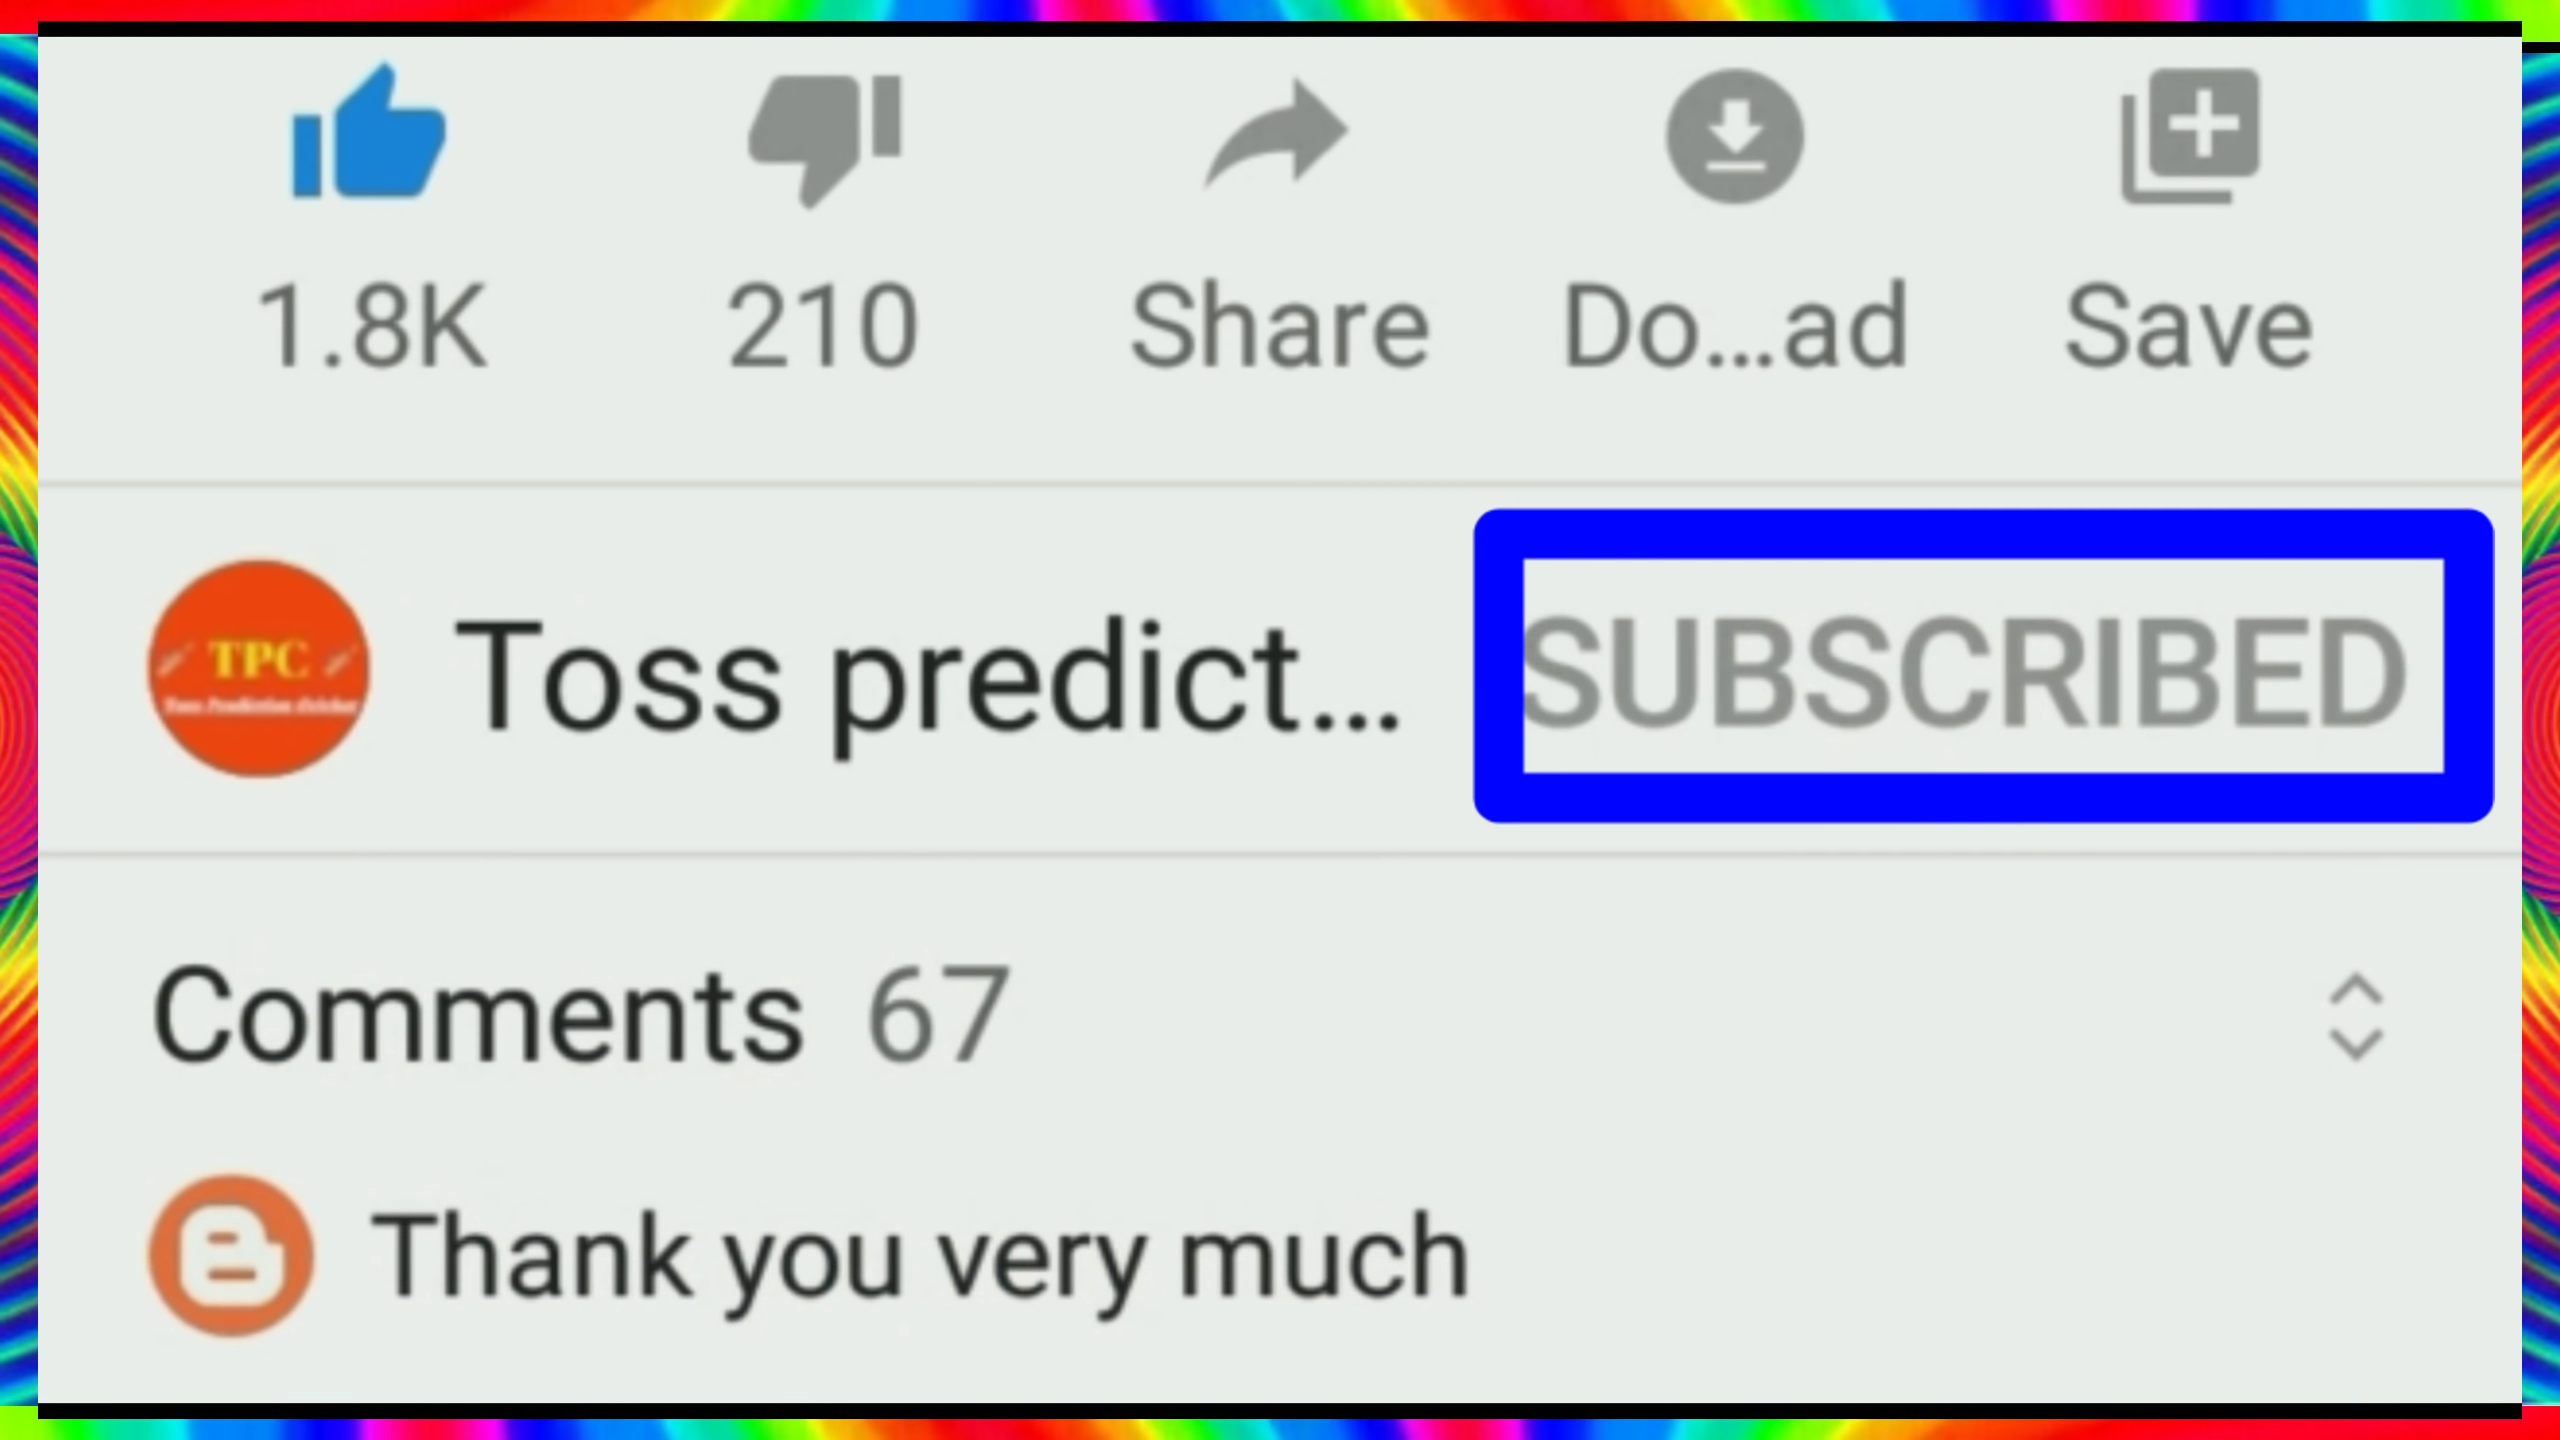 1.8K 210 Share Do...ad Save
TPC
Toss predict... SUBSCRIBED
Comments 67
Thank you very much